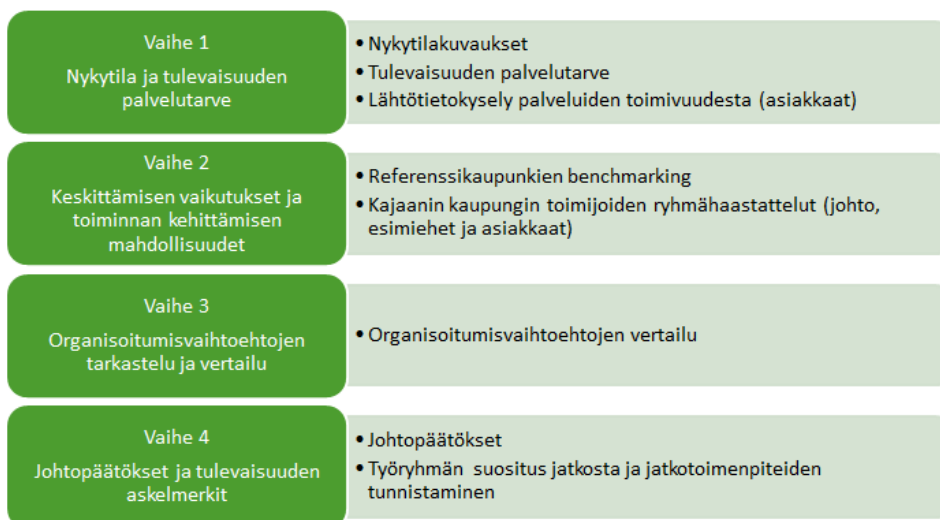 Vaihe 1
Nykytila ja tulevaisuuden
palvelutarve
• Nykytilakuvaukset
• Tulevaisuuden palvelutarve
• Lähtötietokysely palveluiden toimivuudesta (asiakkaat)
Vaihe 2
Keskittämisen vaikutukset ja
toiminnan kehittämisen
mahdollisuudet
• Referenssikaupunkien benchmarking
• Kajaanin kaupungin toimijoiden ryhmähaastattelut (johto,
esimiehet ja asiakkaat)
Vaihe 3
Organisoitumisvaihtoehtojen
tarkastelu ja vertailu
• Organisoitumisvaihtoehtojen vertailu
Vaihe 4
Johtopäätökset ja tulevaisuuden
askelmerkit
• Johtopäätökset
• Työryhmän suositus jatkosta ja jatkotoimenpiteiden
tunnistaminen